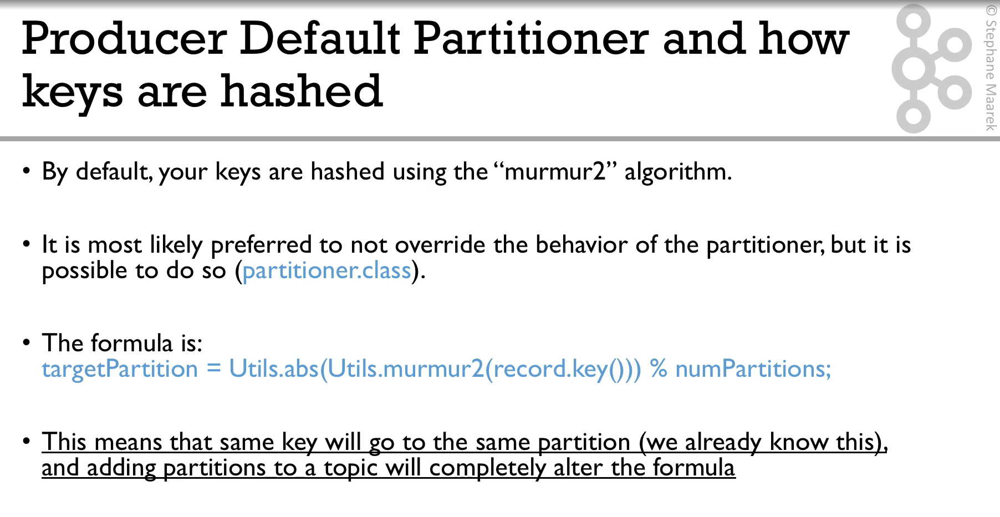 Producer Default Partitioner and how
keys are hashed
© Stephane Maarek
• By default, your keys are hashed using the “murmur2” algorithm.
• It is most likely preferred to not override the behavior of the partitioner, but it is
possible to do so (partitioner.class).
• The formula is:
targetPartition = Utils.abs(Utils.murmur2(record.key())) % numPartitions;
• This means that same key will go to the same partition (we already know this),
and adding partitions to a topic will completely alter the formula